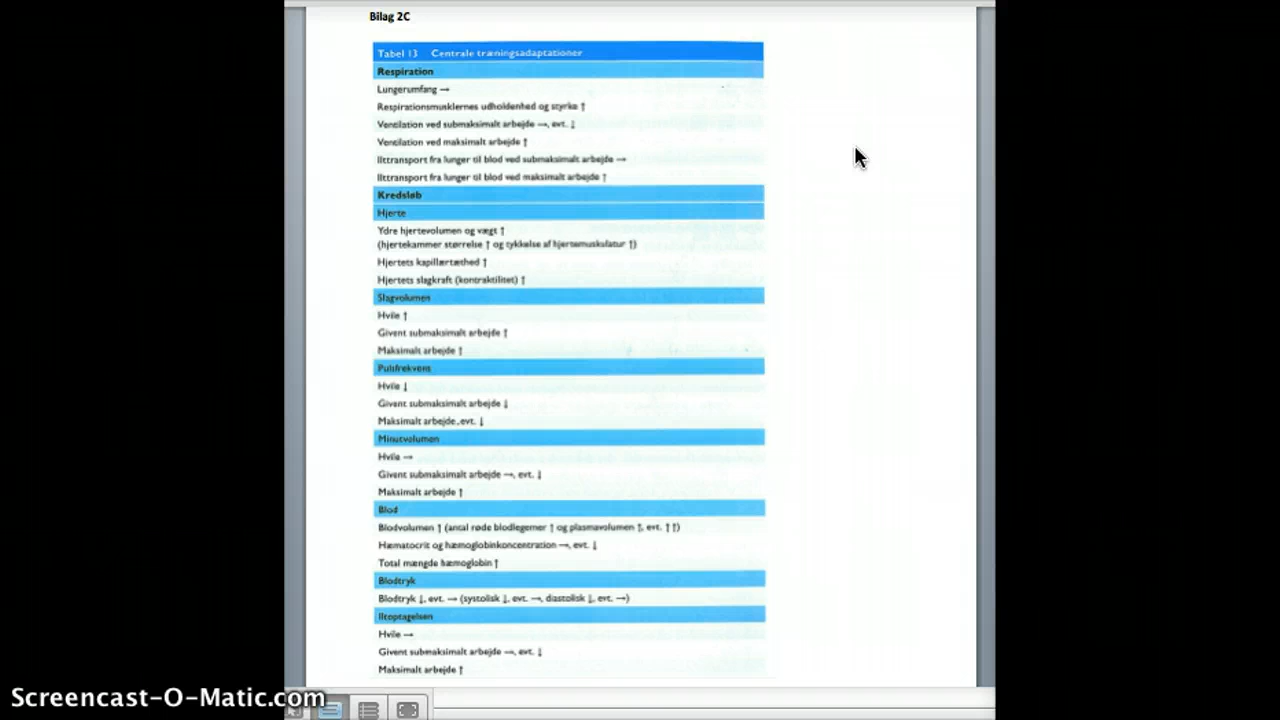 Bilag 2C
Tabel 13 Centrale træningsadaptationer
Respiration
Lungerumfang →
Respirationsmusklernes udholdenhed og styrke ↑
Ventilation ved submaksimalt arbejde →, evt. ↓
Ventilation ved maksimalt arbejde ↑
Ilttransport fra lunger til blod ved submaksimalt arbejde →
Ilttransport fra lunger til blod ved maksimalt arbejde ↑
Kredsløb
Hjerte
Ydre hjertevolumen og vægt ↑
(hjertekammer størrelse ↑ og tykkelse af hjertemuskulatur ↑)
Hjertets kapillærtæthed ↑
Hjertets slagkraft (kontraktilitet) ↑
Slagvolumen
Hvile ↑
Givent submaksimalt arbejde ↑
Maksimalt arbejde ↑
Pulsfrekvens
Hvile ↓
Givent submaksimalt arbejde ↓
Maksimalt arbejde, evt. ↓
Minutvolumen
Hvile →
Givent submaksimalt arbejde →, evt. ↓
Maksimalt arbejde ↑
Blod
Blodvolumen ↑ (antal røde blodlegemer ↑ og plasmavolumen ↑, evt. ↑↑)
Hæmatocrit og hæmoglobinkoncentration →, evt. ↓
Total mængde hæmoglobin ↑
Blodtryk
Blodtryk ↓, evt. → (systolisk ↓, evt. →, diastolisk ↓, evt. →)
Iltoptagelsen
Hvile →
Givent submaksimalt arbejde →, evt. ↓
Maksimalt arbejde ↑
Screencast-O-Matic.com